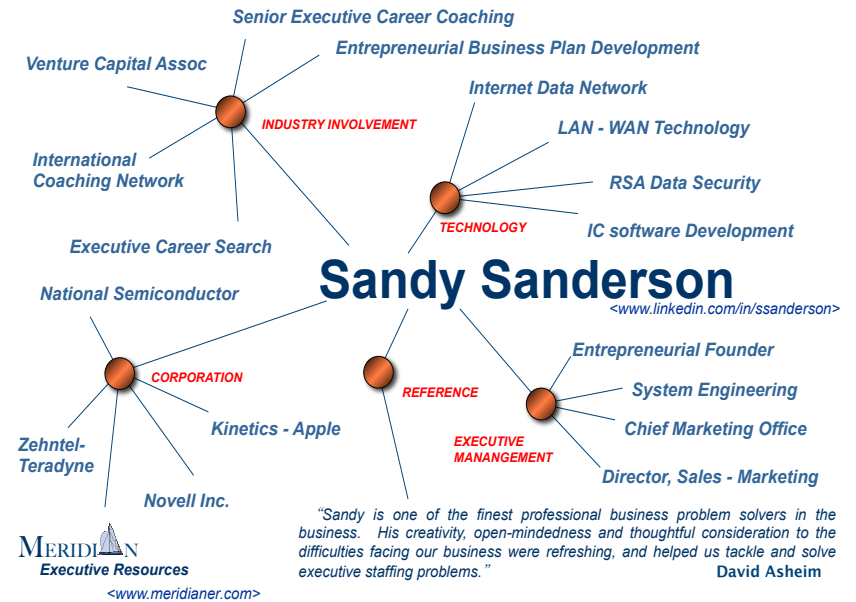 Senior Executive Career Coaching
Entrepreneurial Business Plan Development
Venture Capital Assoc
INDUSTRY INVOLVEMENT
International
Coaching Network
Executive Career Search
Internet Data Network
LAN - WAN Technology
RSA Data Security
TECHNOLOGY
IC software Development
Sandy Sanderson
<www.linkedin.com/in/ssanderson>
National Semiconductor
CORPORATION
Kinetics - Apple
Zehntel-
Teradyne
Novell Inc.
REFERENCE
Entrepreneurial Founder
System Engineering
Chief Marketing Office
EXECUTIVE
MANANGEMENT
Director, Sales - Marketing
MERIDIAN
Executive Resources
<www.meridianer.com>
“Sandy is one of the finest professional business problem solvers in the
business. His creativity, open-mindedness and thoughtful consideration to the
difficulties facing our business were refreshing, and helped us tackle and solve
executive staffing problems.” David Asheim